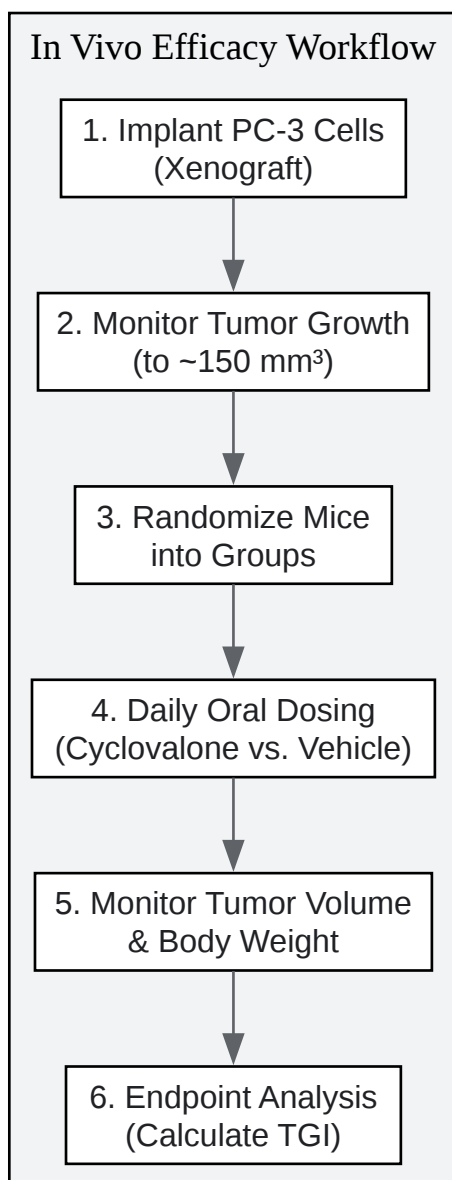 In Vivo Efficacy Workflow
1. Implant PC-3 Cells
(Xenograft)
2. Monitor Tumor Growth
(to ~150 mm³)
3. Randomize Mice
into Groups
4. Daily Oral Dosing
(Cyclovalone vs. Vehicle)
5. Monitor Tumor Volume
& Body Weight
6. Endpoint Analysis
(Calculate TGI)